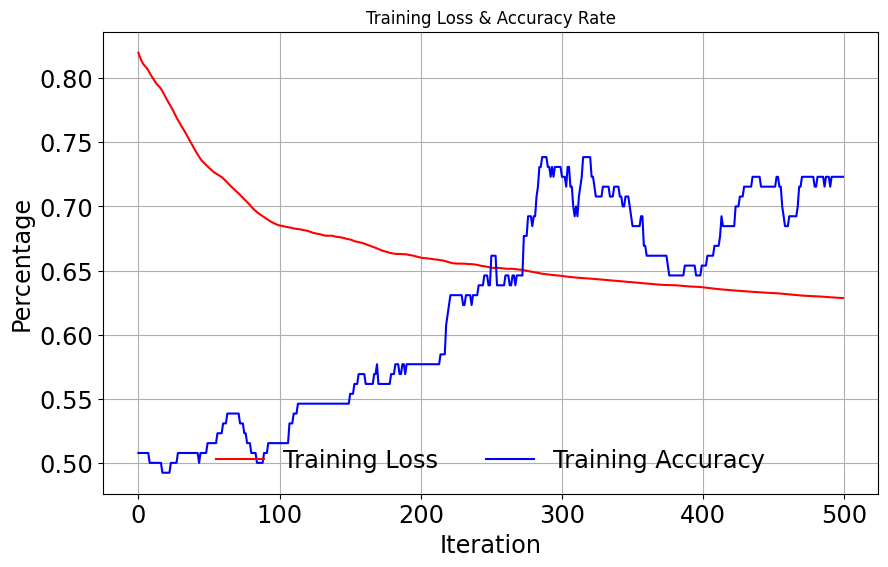 Training Loss & Accuracy Rate
Percentage
0.80
0.75
0.70
0.65
0.60
0.55
0.50
Training Loss Training Accuracy
0 100 200 300 400 500
Iteration